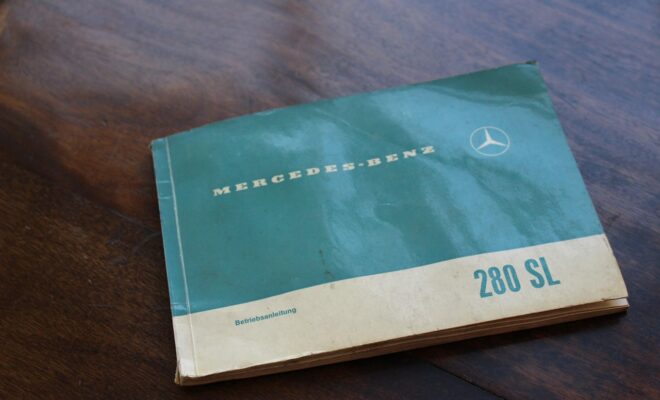 MERCEDES-BENZ
280 SL
Betriebsanleitung